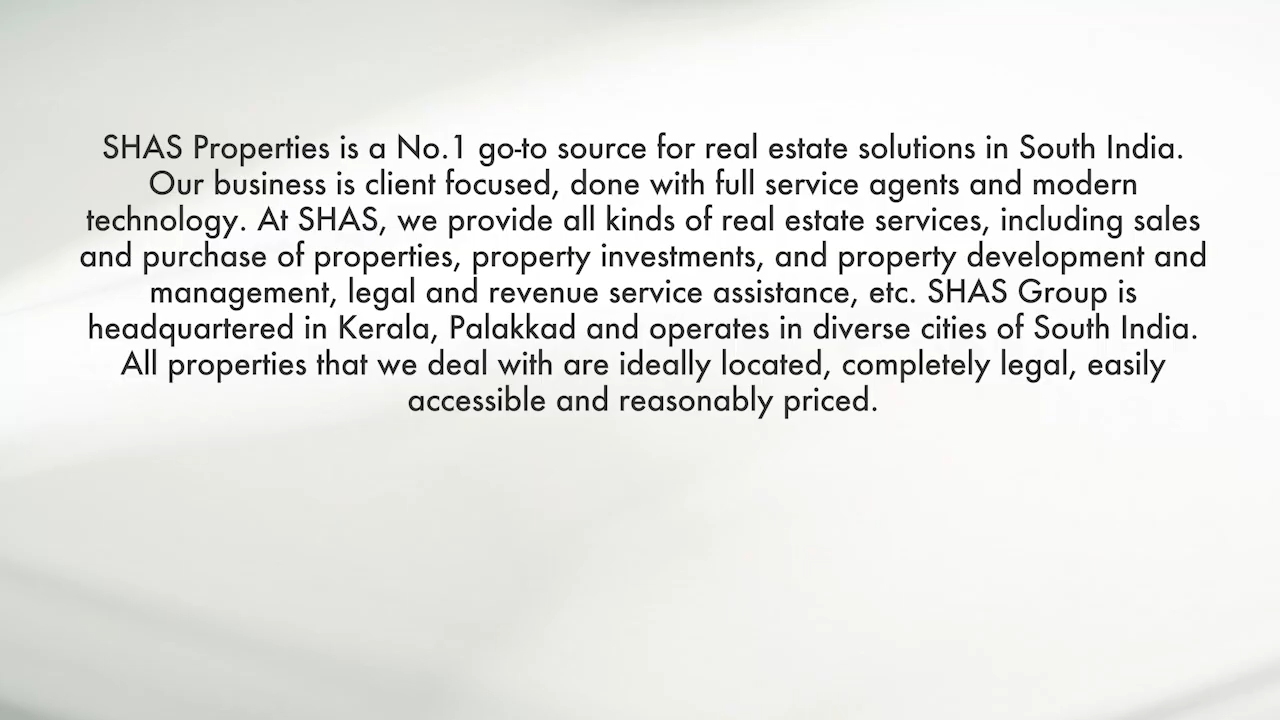 SHAS Properties is a No.1 go-to source for real estate solutions in South India.
Our business is client focused, done with full service agents and modern
technology. At SHAS, we provide all kinds of real estate services, including sales
and purchase of properties, property investments, and property development and
management, legal and revenue service assistance, etc. SHAS Group is
headquartered in Kerala, Palakkad and operates in diverse cities of South India.
All properties that we deal with are ideally located, completely legal, easily
accessible and reasonably priced.